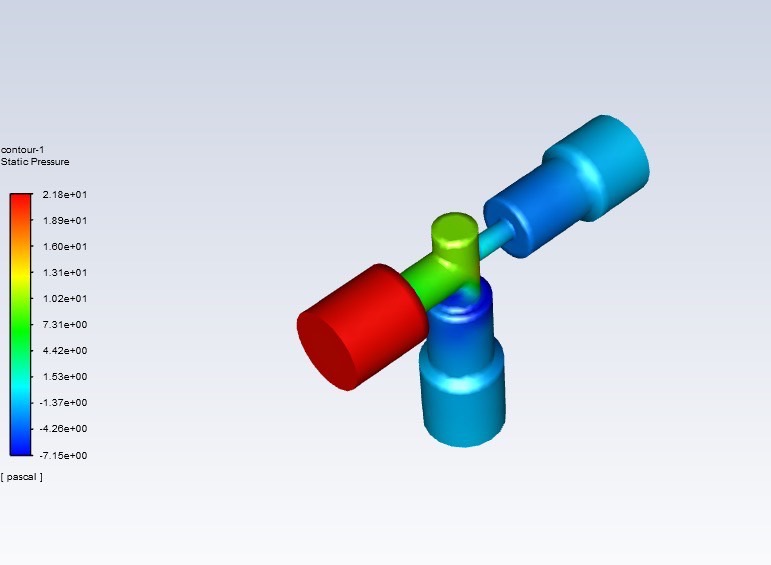 contour-1
Static Pressure
2.18e+01
1.89e+01
1.60e+01
1.31e+01
1.02e+01
7.31e+00
4.42e+00
1.53e+00
-1.37e+00
-4.26e+00
-7.15e+00
[ pascal ]